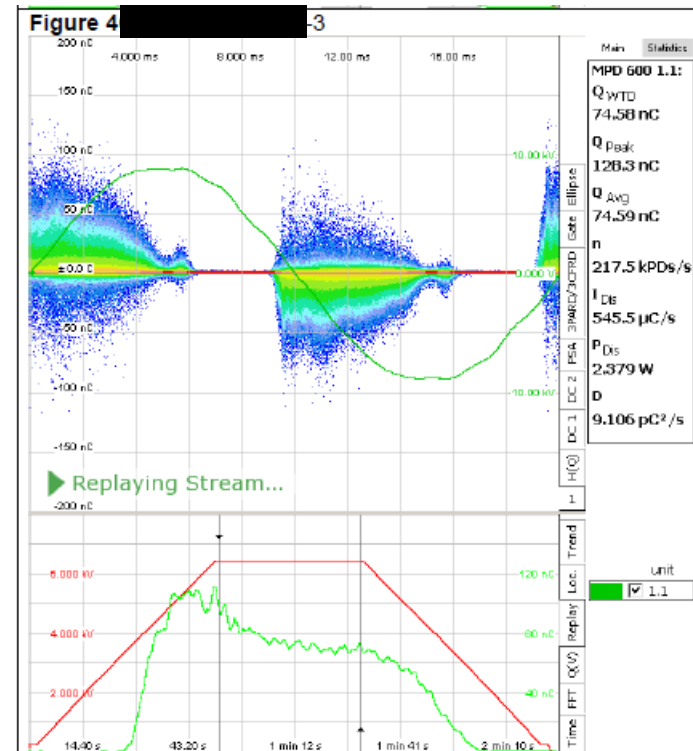 Figure 4
-3
200 nC
4.000 ms 8.000 ms 12.00 ms 16.00 ms
150 nC
100 nC
10.00 kV
50 nC
±0.0 C
0.000 V
-50 nC
-100 nC
-10.00 kV
-150 nC
Replaying Stream...
-200 nC
Ellipse
Gate
3PARD/3CFRD
PSA
DC 2
DC 1
H(Q)
1
Main Statistics
MPD 600 1.1:
Q WTD
74.58 nC
Q Peak
128.3 nC
Q Avg
74.59 nC
n
217.5 kPDs/s
I Dis
545.5 µC/s
P Dis
2.379 W
D
9.106 pC²/s
6.000 kV 120 nC
4.000 kV 80 nC
2.000 kV 40 nC
14.40 s 43.20 s 1 min 12 s 1 min 41 s 2 min 10 s
Trend
Loc.
Replay
Q(V)
FFT
Time
unit
1.1